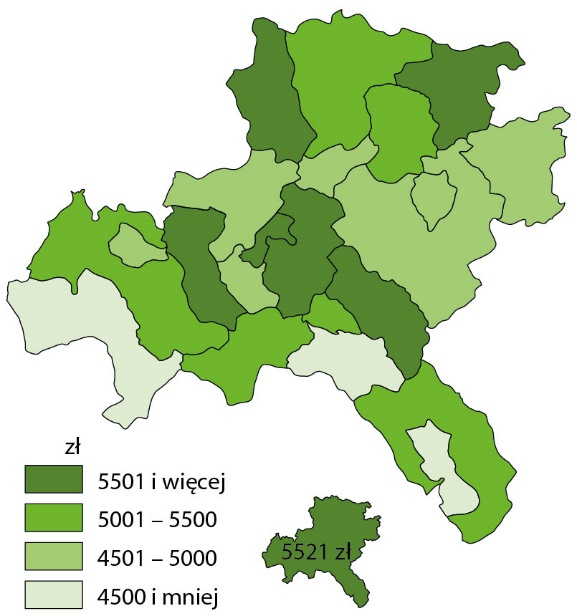 zł
5501 i więcej
5001 – 5500
4501 – 5000
4500 i mniej
5521 zł